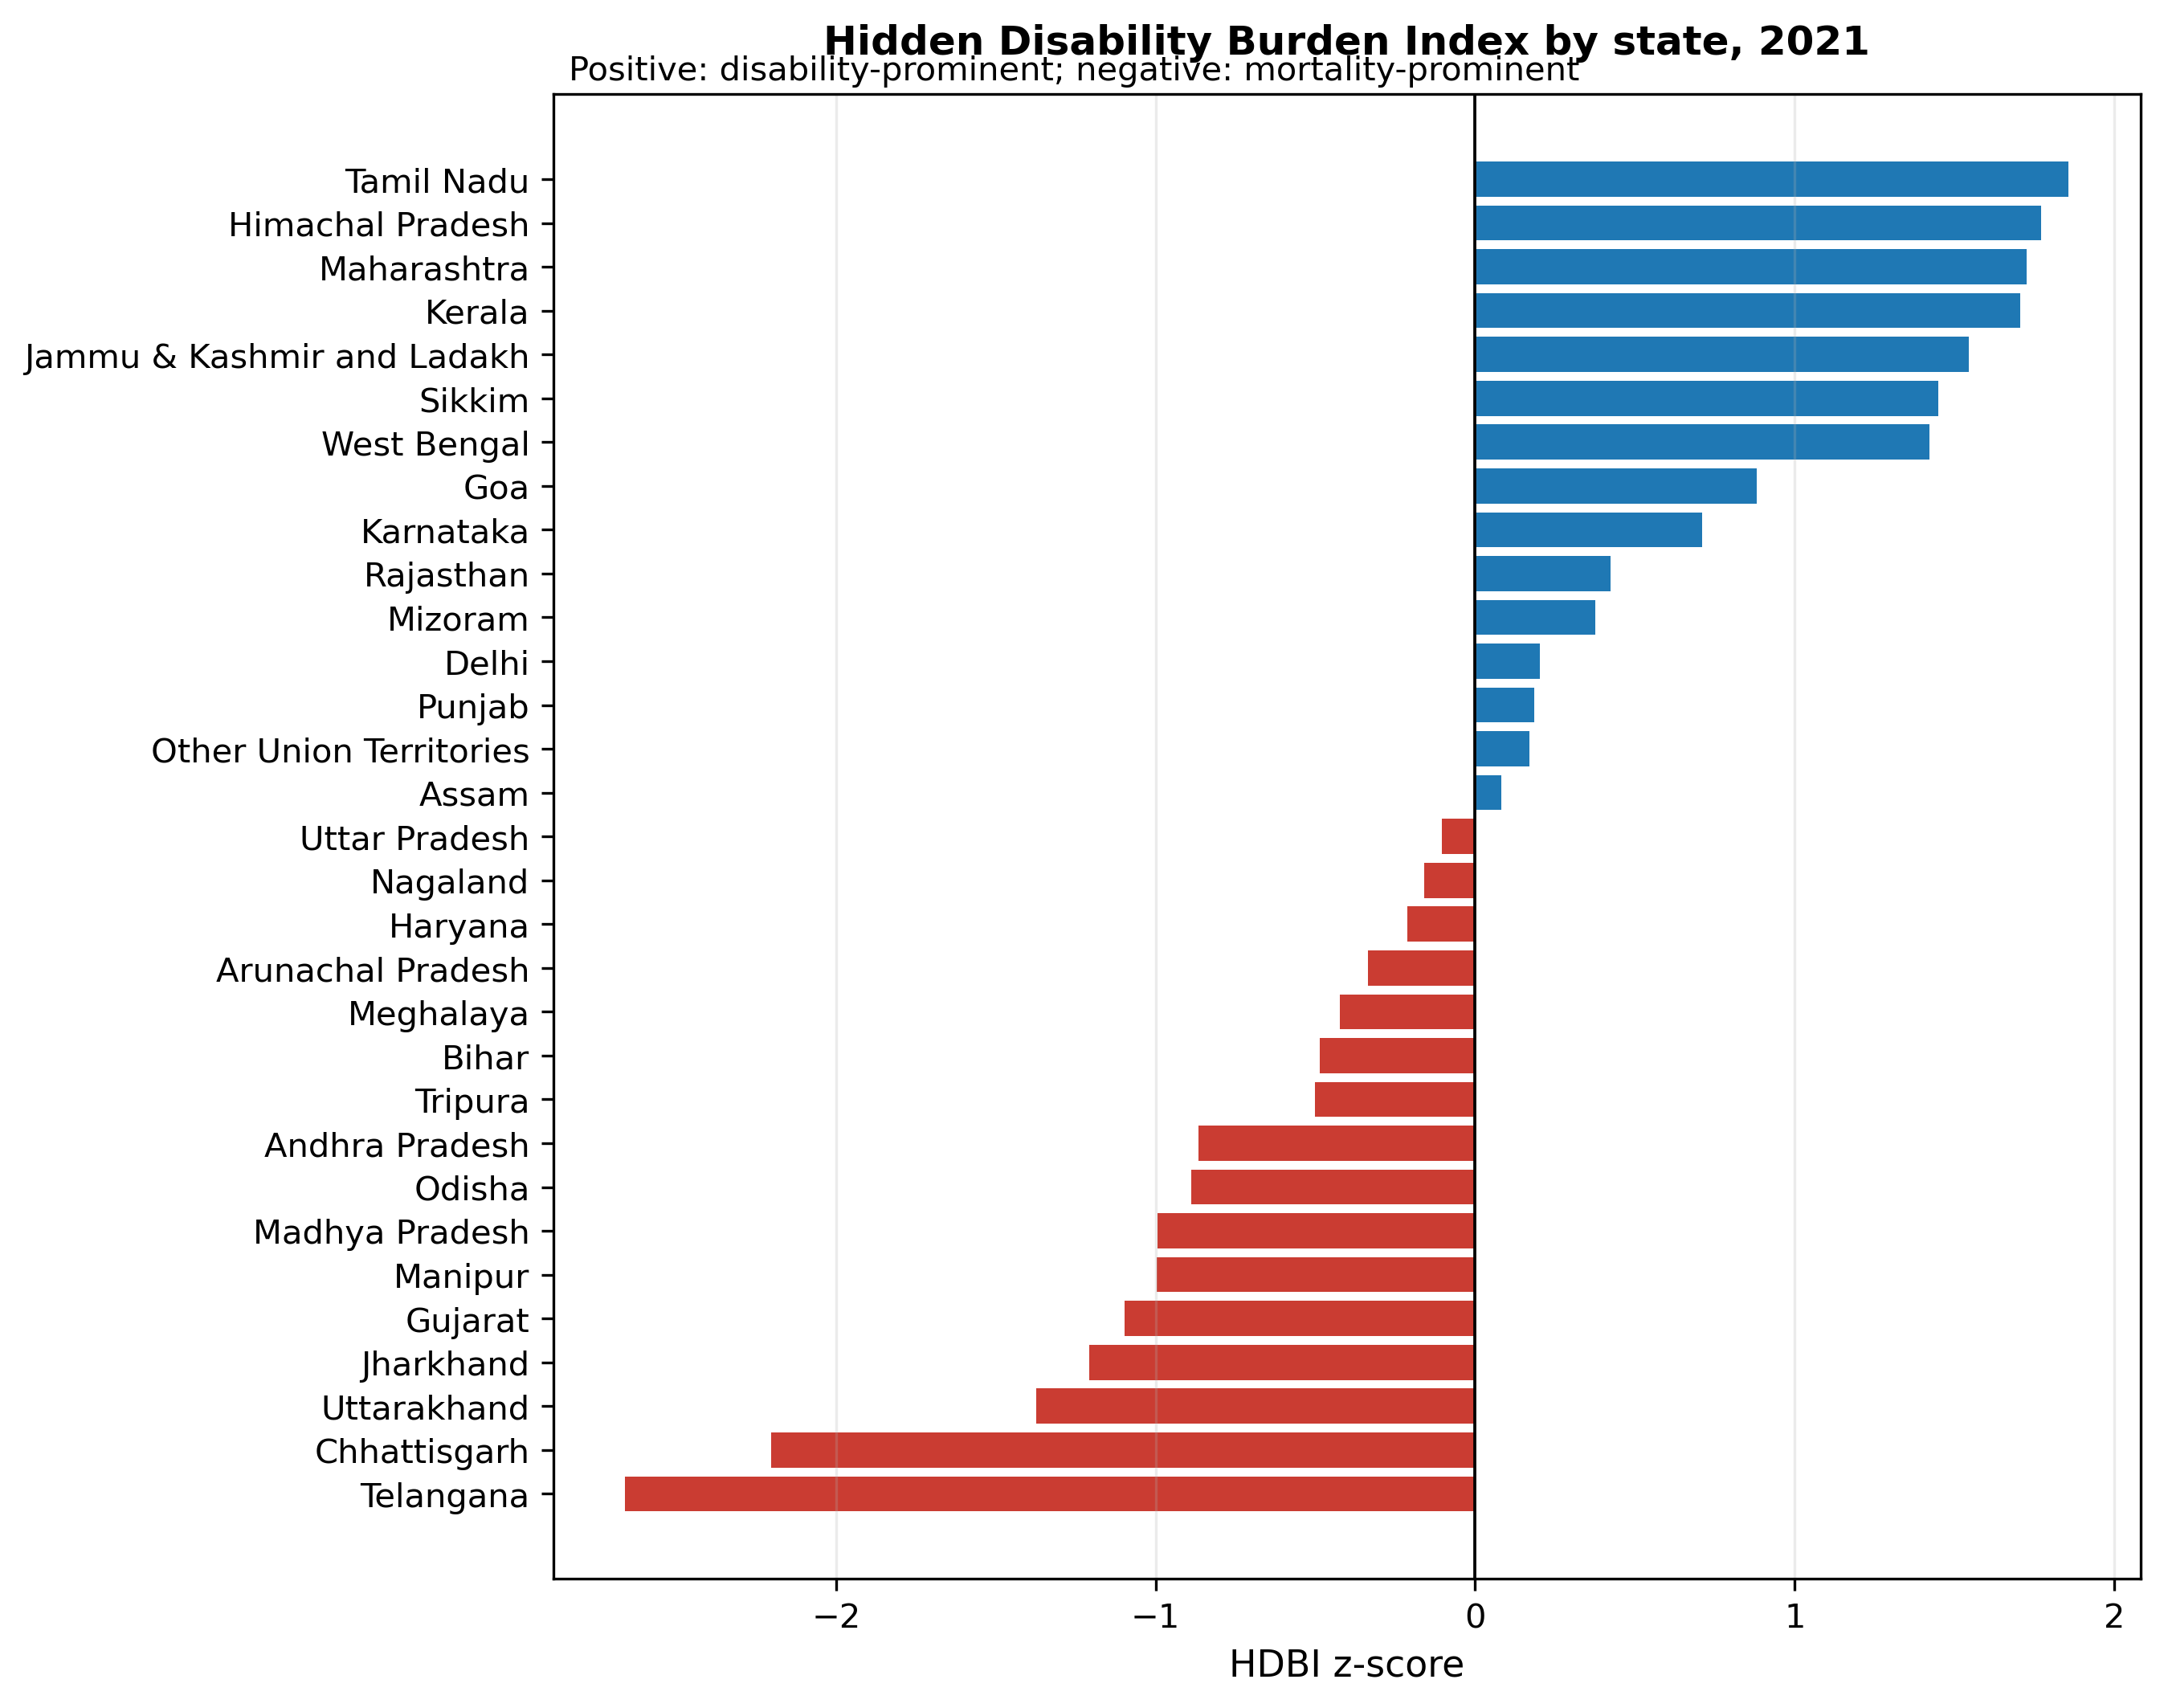 Hidden Disability Burden Index by state, 2021
Positive: disability-prominent; negative: mortality-prominent
Tamil Nadu
Himachal Pradesh
Maharashtra
Kerala
Jammu & Kashmir and Ladakh
Sikkim
West Bengal
Goa
Karnataka
Rajasthan
Mizoram
Delhi
Punjab
Other Union Territories
Assam
Uttar Pradesh
Nagaland
Haryana
Arunachal Pradesh
Meghalaya
Bihar
Tripura
Andhra Pradesh
Odisha
Madhya Pradesh
Manipur
Gujarat
Jharkhand
Uttarakhand
Chhattisgarh
Telangana
−2 −1 0 1 2
HDBI z-score